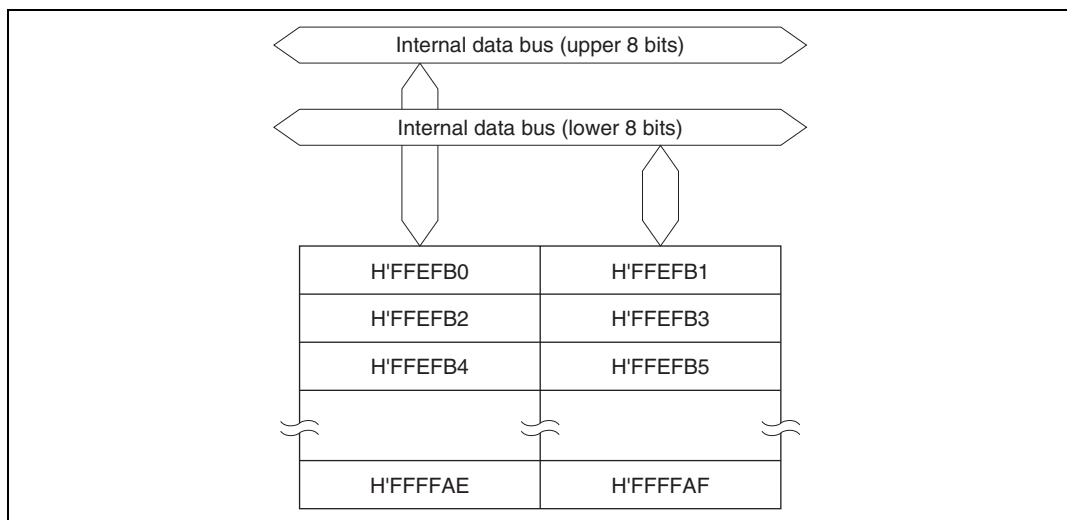 Internal data bus (upper 8 bits)
Internal data bus (lower 8 bits)
H'FFEFB0 H'FFEFB1
H'FFEFB2 H'FFEFB3
H'FFEFB4 H'FFEFB5
H'FFFFAE H'FFFFAF